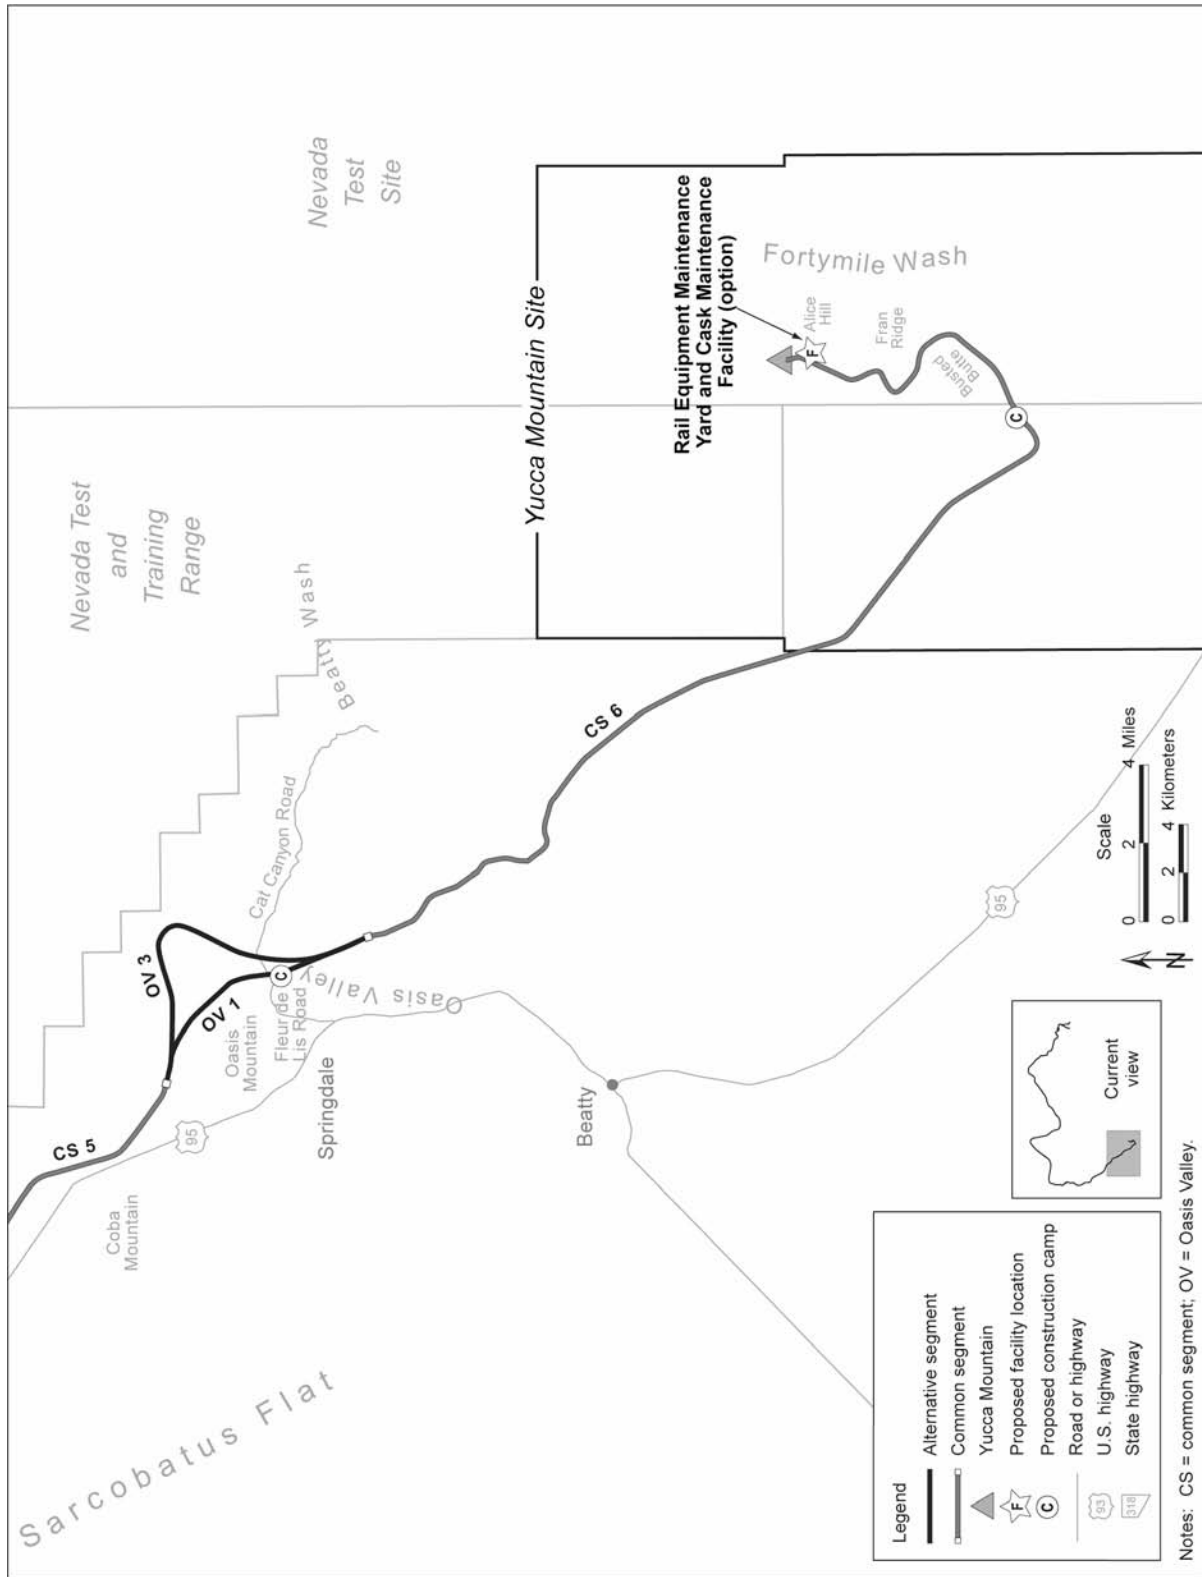 Nevada Test
and
Training
Range
Nevada
Test
Site
Sarcobatus Flat
Coba
Mountain
CS 5
95
OV 3
OV 1
Oasis
Mountain
Fleur de
Lis Road
Cat Canyon Road
Beatty Wash
Springdale
Oasis Valley
C
CS 6
Beatty
95
Yucca Mountain Site
Rail Equipment Maintenance
Yard and Cask Maintenance
Facility (option)
F
Alice
Hill
Fortymile Wash
Fran
Ridge
Busted
Butte
C
Legend
Alternative segment
Common segment
Yucca Mountain
F Proposed facility location
C Proposed construction camp
Road or highway
93 U.S. highway
318 State highway
Current
view
N
Scale
0 2 4 Miles
0 2 4 Kilometers
Notes: CS = common segment; OV = Oasis Valley.